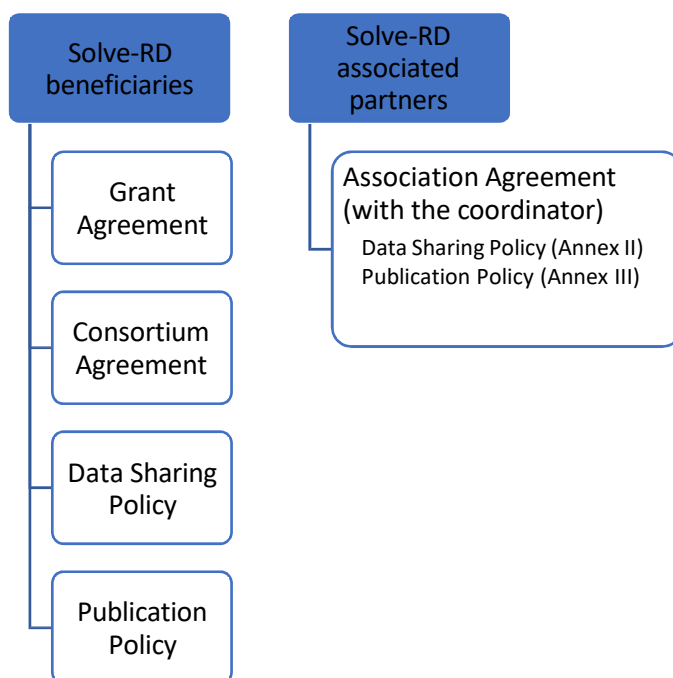 Solve-RD
beneficiaries
Grant
Agreement
Consortium
Agreement
Data Sharing
Policy
Publication
Policy
Solve-RD
associated
partners
Association Agreement
(with the coordinator)
Data Sharing Policy (Annex II)
Publication Policy (Annex III)